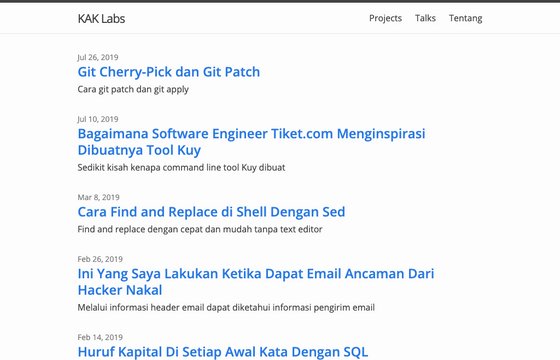 KAK Labs
Projects Talks Tentang
Jul 26, 2019
Git Cherry-Pick dan Git Patch
Cara git patch dan git apply
Jul 10, 2019
Bagaimana Software Engineer Tiket.com Menginspirasi
Dibuatnya Tool Kuy
Sedikit kisah kenapa command line tool Kuy dibuat
Mar 8, 2019
Cara Find and Replace di Shell Dengan Sed
Find and replace dengan cepat dan mudah tanpa text editor
Feb 26, 2019
Ini Yang Saya Lakukan Ketika Dapat Email Ancaman Dari
Hacker Nakal
Melalui informasi header email dapat diketahui informasi pengirim email
Feb 14, 2019
Huruf Kapital Di Setiap Awal Kata Dengan SQL